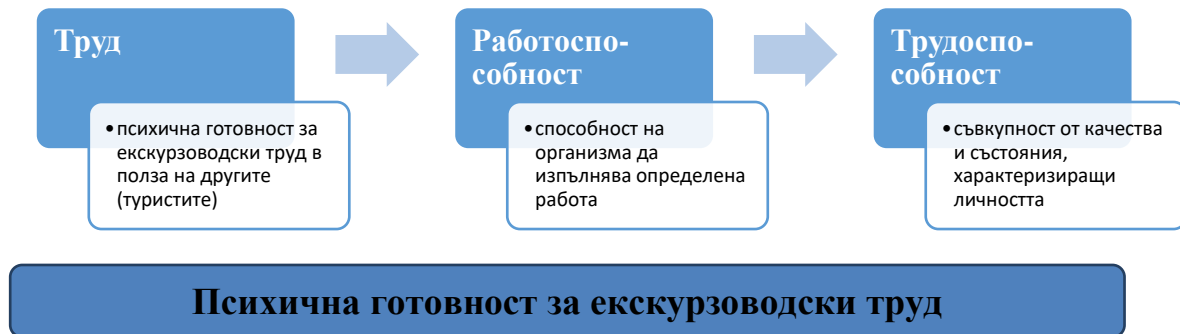 Труд
•психична готовност за
екскурзоводски труд в
полза на другите
(туристите)
Работоспо-
собност
•способност на
организма да
изпълнява определена
работа
Трудоспо-
собност
•съвкупност от качества
и състояния,
характеризиращи
личността
Психична готовност за екскурзоводски труд